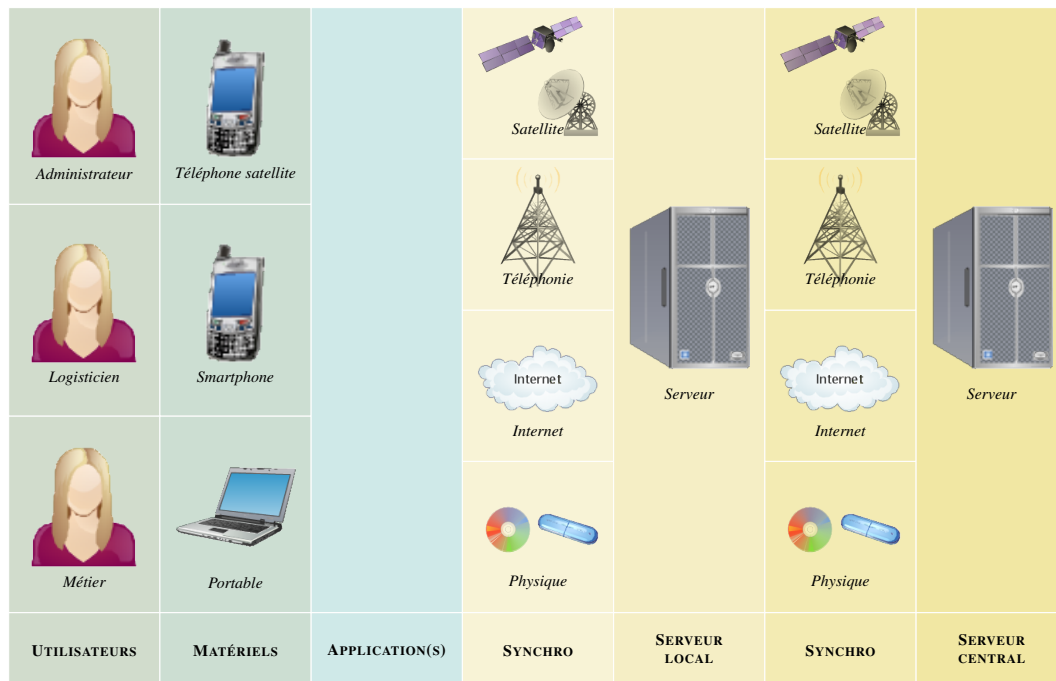 Administrateur
Téléphone satellite
Satellite
Satellite
Téléphonie
Téléphonie
Logisticien
Smartphone
Internet
Internet
Serveur
Internet
Internet
Serveur
Métier
Portable
Physique
Physique
UTILISATEURS
MATÉRIELS
APPLICATION(S)
SYNCHRO
SERVEUR
LOCAL
SYNCHRO
SERVEUR
CENTRAL